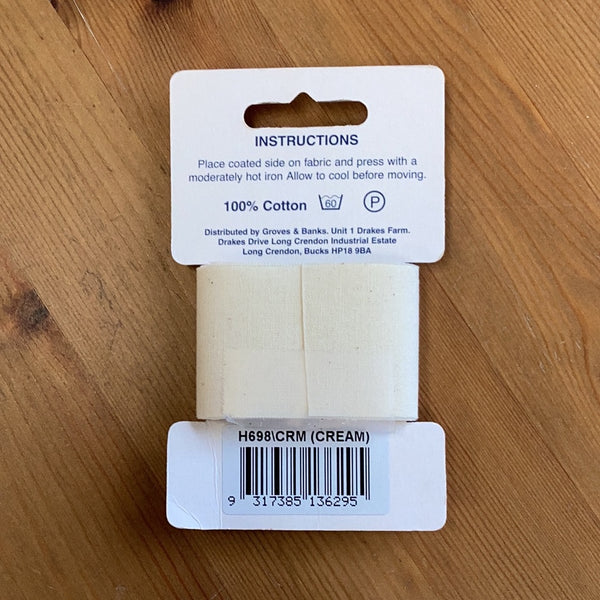 INSTRUCTIONS
Place coated side on fabric and press with a
moderately hot iron Allow to cool before moving.
100% Cotton 60 P
Distributed by Groves & Banks. Unit 1 Drakes Farm.
Drakes Drive Long Crendon Industrial Estate
Long Crendon, Bucks HP18 9BA
H698\CRM (CREAM)
9 317385 136295